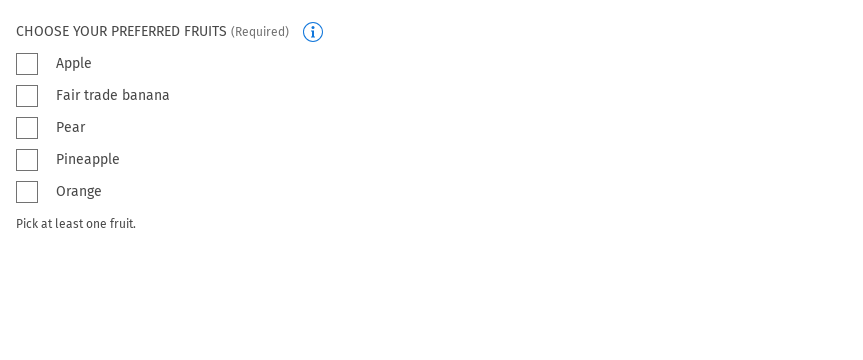 CHOOSE YOUR PREFERRED FRUITS (Required)
Apple
Fair trade banana
Pear
Pineapple
Orange
Pick at least one fruit.